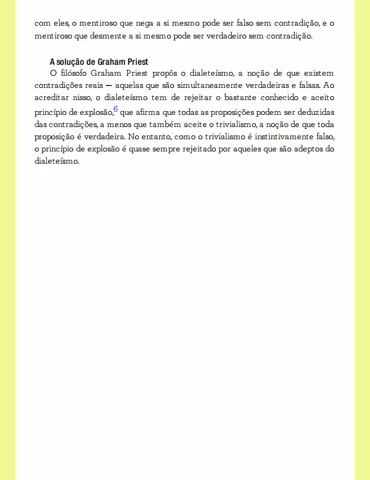 com eles, o mentiroso que nega a si mesmo pode ser falso sem contradição, e o
mentiroso que desmente a si mesmo pode ser verdadeiro sem contradição.
A solução de Graham Priest
O filósofo Graham Priest propôs o dialeteísmo, a noção de que existem
contradições reais — aquelas que são simultaneamente verdadeiras e falsas. Ao
acreditar nisso, o dialeteísmo tem de rejeitar o bastante conhecido e aceito
princípio de explosão,6 que afirma que todas as proposições podem ser deduzidas
das contradições, a menos que também aceite o trivialismo, a noção de que toda
proposição é verdadeira. No entanto, como o trivialismo é instintivamente falso,
o princípio de explosão é quase sempre rejeitado por aqueles que são adeptos do
dialeteísmo.